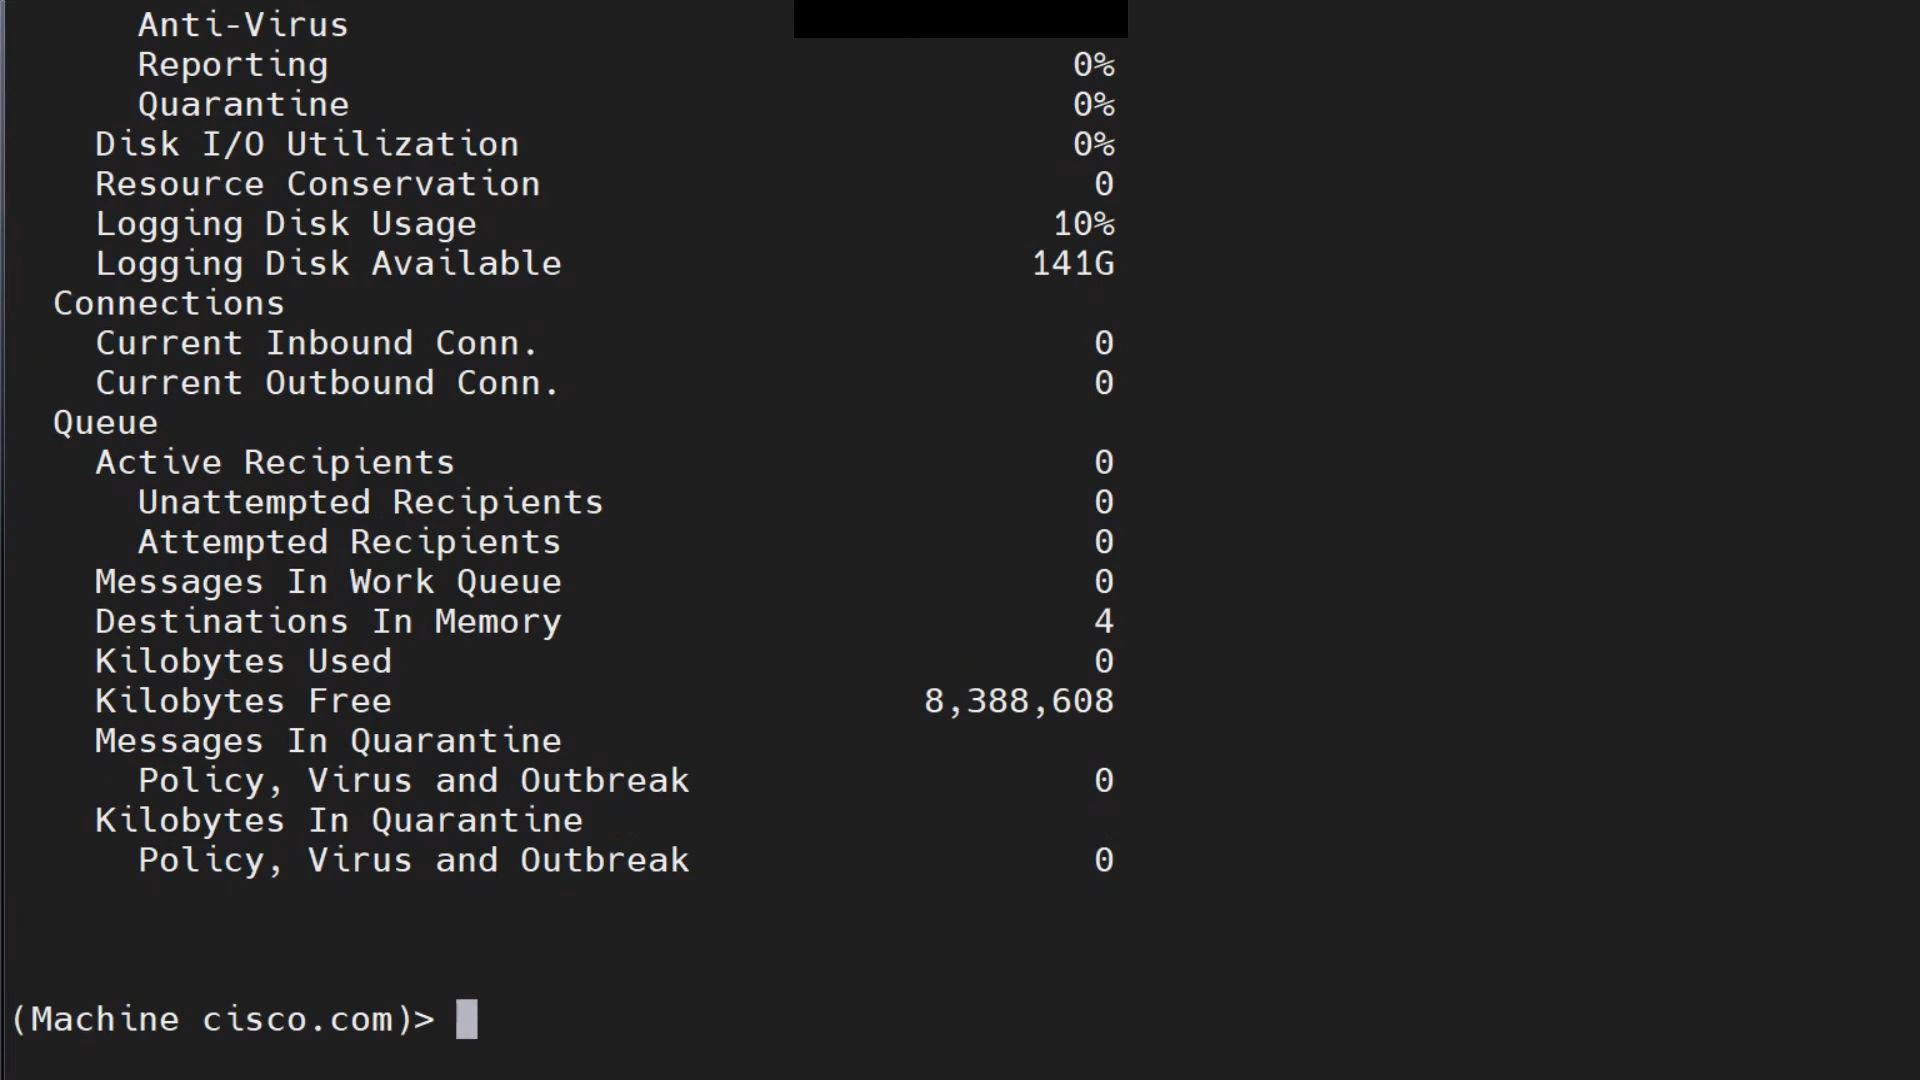 Anti-Virus
Reporting 0%
Quarantine 0%
Disk I/O Utilization 0%
Resource Conservation 0
Logging Disk Usage 10%
Logging Disk Available 141G
Connections
Current Inbound Conn. 0
Current Outbound Conn. 0
Queue
Active Recipients 0
Unattempted Recipients 0
Attempted Recipients 0
Messages In Work Queue 0
Destinations In Memory 4
Kilobytes Used 0
Kilobytes Free 8,388,608
Messages In Quarantine
Policy, Virus and Outbreak 0
Kilobytes In Quarantine
Policy, Virus and Outbreak 0
(Machine cisco.com)>